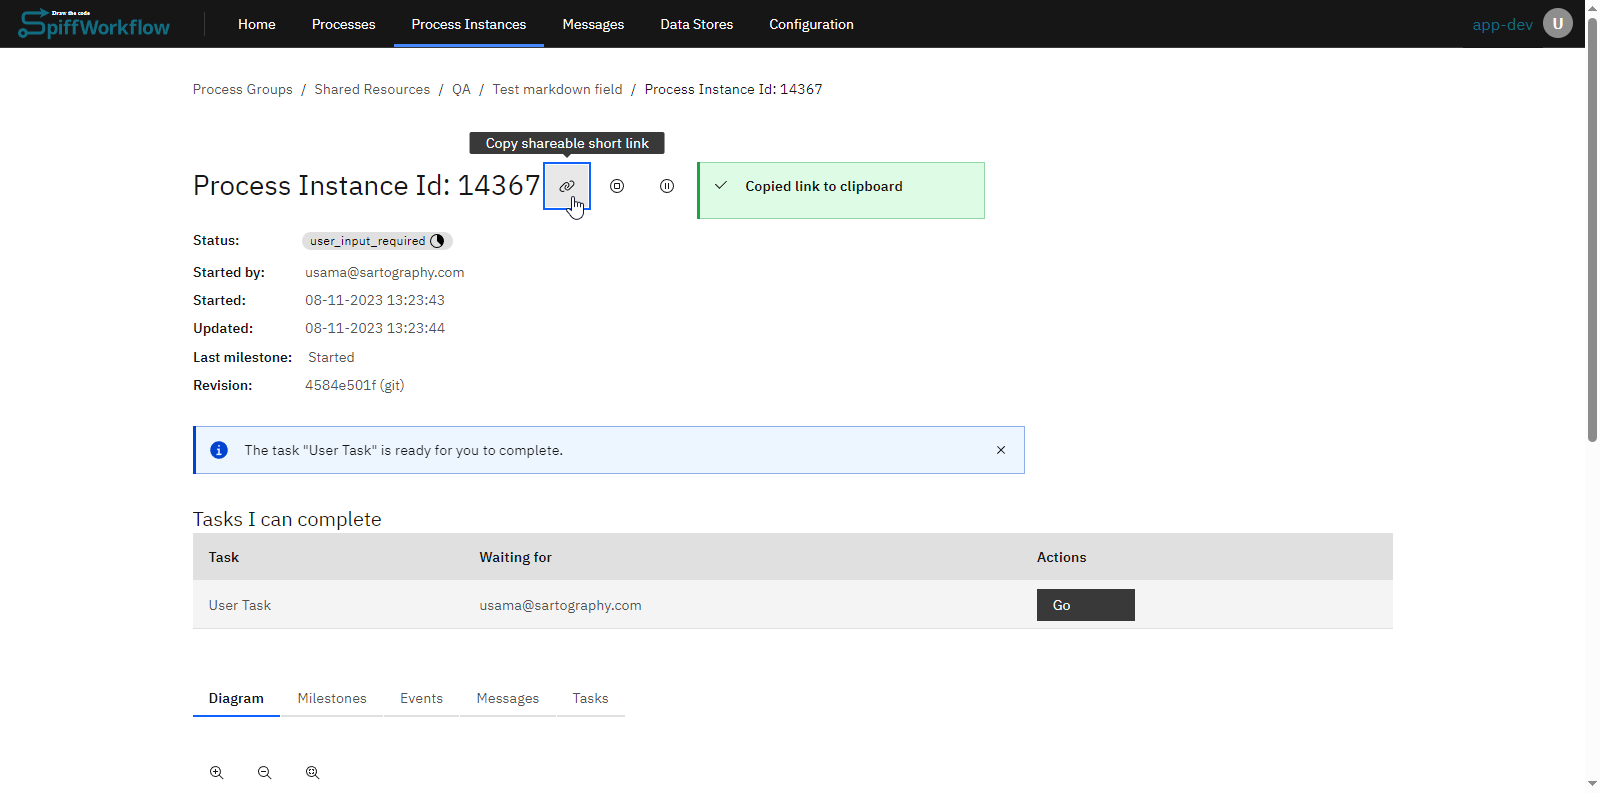 Draw the code
SpiffWorkflow
Home Processes Process Instances Messages Data Stores Configuration
app-dev U
Process Groups / Shared Resources / QA / Test markdown field / Process Instance Id: 14367
Copy shareable short link
Process Instance Id: 14367
Copied link to clipboard
Status: user_input_required
Started by: usama@sartography.com
Started: 08-11-2023 13:23:43
Updated: 08-11-2023 13:23:44
Last milestone: Started
Revision: 4584e501f (git)
The task "User Task" is ready for you to complete.
Tasks I can complete
Task Waiting for Actions
User Task usama@sartography.com Go
Diagram Milestones Events Messages Tasks